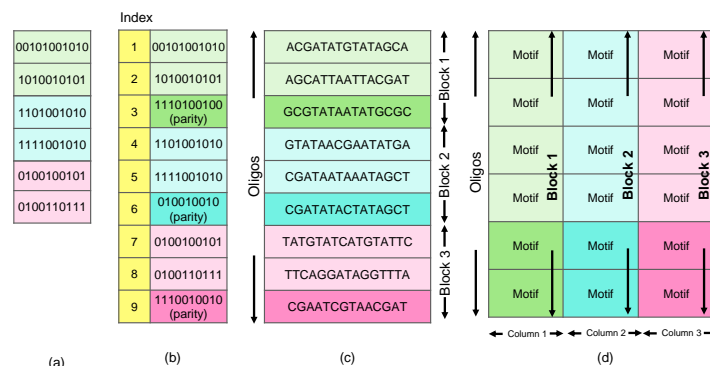 Index
00101001010
1010010101
1101001010
1111001010
0100100101
0100110111
1 00101001010
2 1010010101
3 1110100100
(parity)
4 1101001010
5 1111001010
6 010010010
(parity)
7 0100100101
8 0100110111
9 1110010010
(parity)
Oligos
ACGATATGTATAGCA
AGCATTAATTACGAT
GCGTATAATATGCGC
GTATAACGAATATGA
CGATAATAAATAGCT
CGATATACTATAGCT
TATGTATCATGTATTC
TTCAGGATAGGTTTA
CGAATCGTAACGAT
Block 1
Block 2
Block 3
Oligos
Motif Motif Motif
Motif Motif Motif
Motif Motif Motif
Motif Motif Motif
Motif Motif Motif
Motif Motif Motif
Block 1
Block 2
Block 3
Column 1 Column 2 Column 3
(a) (b) (c) (d)